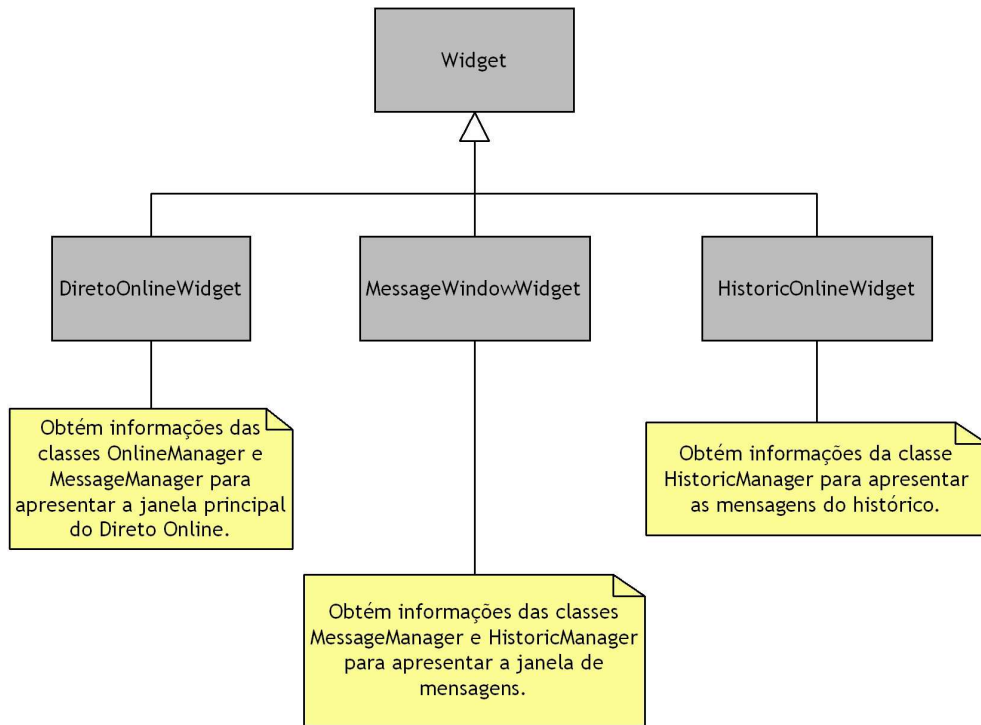 Widget
DiretoOnlineWidget
MessageWindowWidget
HistoricOnlineWidget
Obtém informações das
classes OnlineManager e
MessageManager para
apresentar a janela principal
do Direto Online.
Obtém informações da classe
HistoricManager para apresentar
as mensagens do histórico.
Obtém informações das classes
MessageManager e HistoricManager
para apresentar a janela de
mensagens.